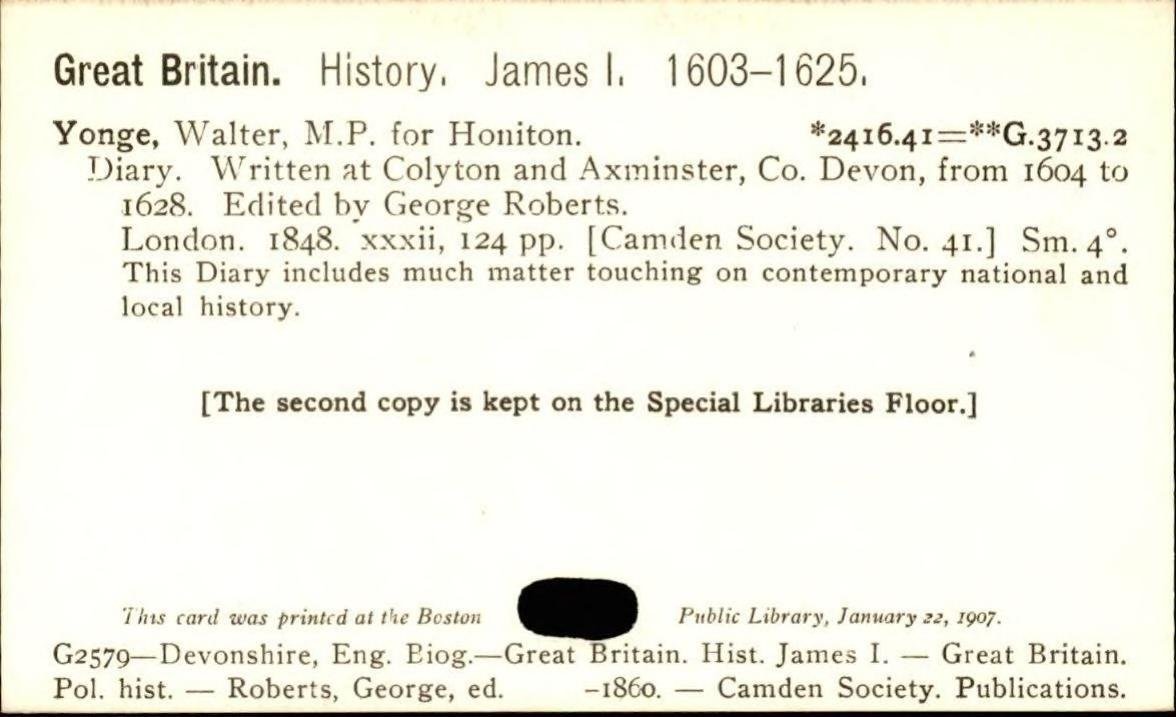 Great Britain. History. James I. 1603–1625.
Yonge, Walter, M.P. for Honiton. *2416.41=**G.3713.2
Diary. Written at Colyton and Axminster, Co. Devon, from 1604 to
1628. Edited by George Roberts.
London. 1848. xxxii, 124 pp. [Camden Society. No. 41.] Sm. 4°.
This Diary includes much matter touching on contemporary national and
local history.
[The second copy is kept on the Special Libraries Floor.]
This card was printed at the Boston Public Library, January 22, 1907.
G2579—Devonshire, Eng. Biog.—Great Britain. Hist. James I. — Great Britain.
Pol. hist. — Roberts, George, ed. -1860. — Camden Society. Publications.